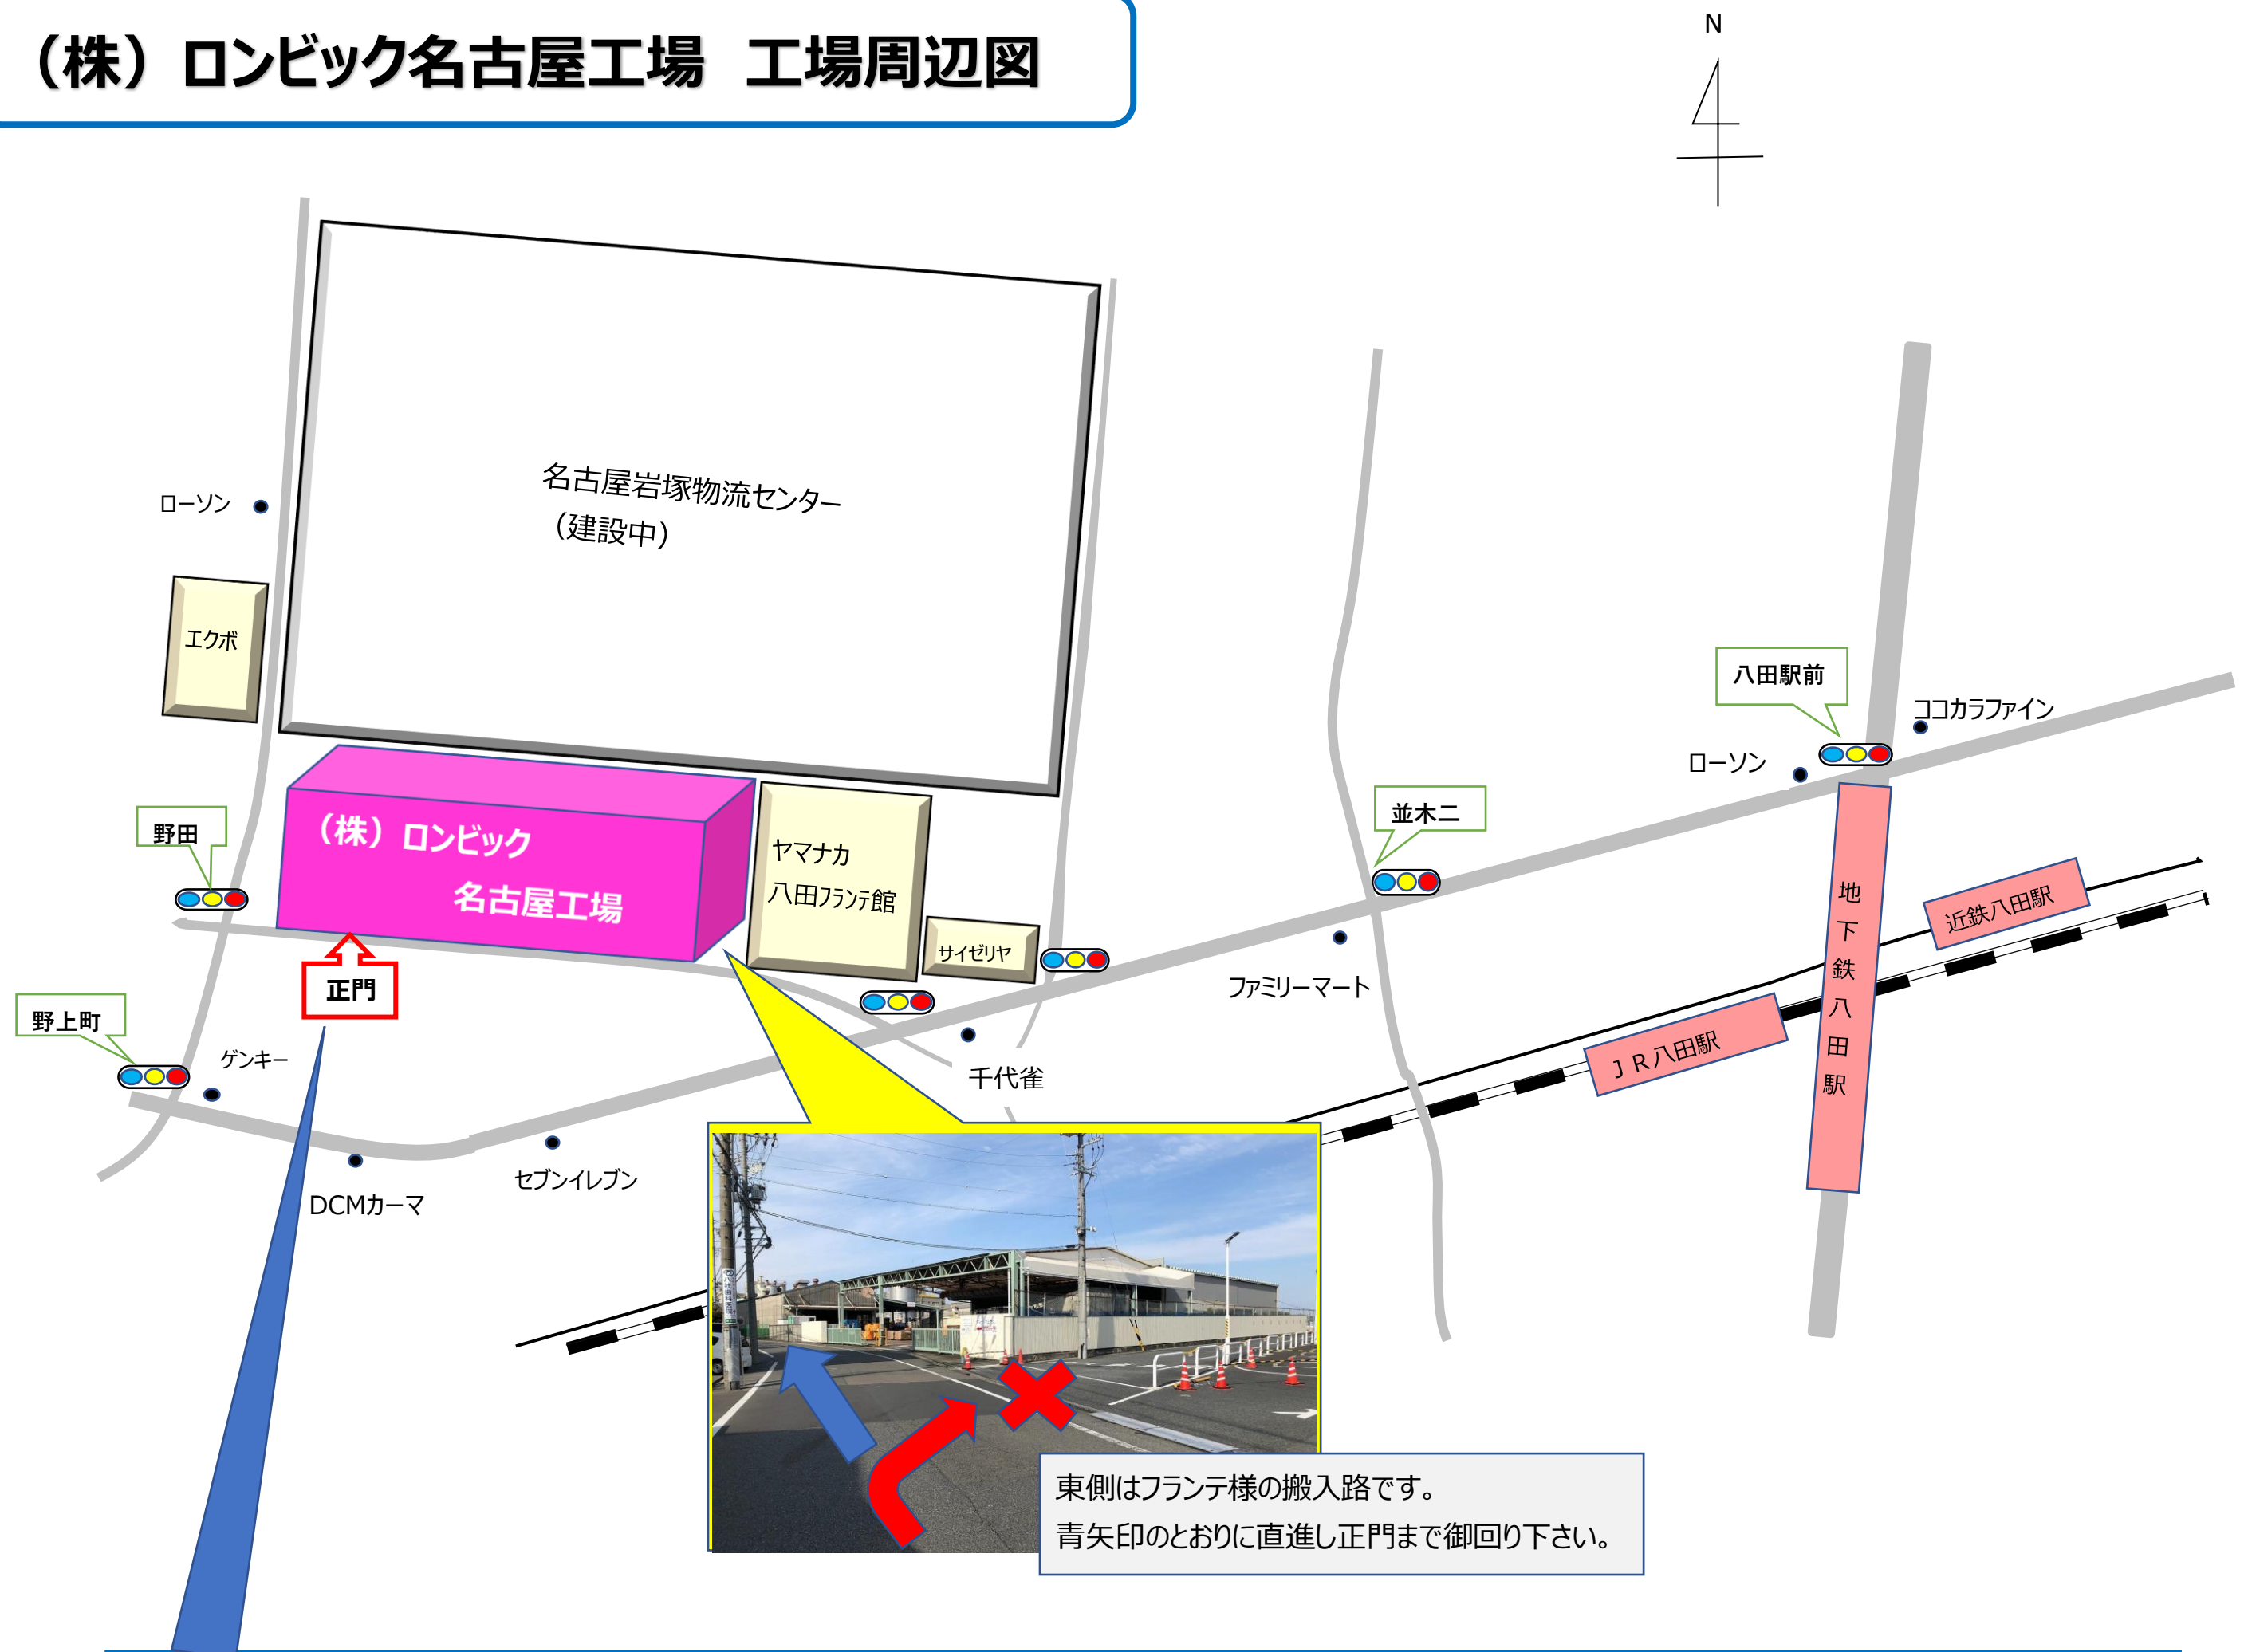 （株）ロンビック名古屋工場　工場周辺図
N
名古屋岩塚物流センター
（建設中）
ローソン
エクボ
八田駅前
ココカラファイン
ローソン
野田
（株）ロンビック
名古屋工場
ヤマナカ
八田フランテ館
並木二
地下鉄八田駅
近鉄八田駅
サイゼリヤ
正門
ファミリーマート
野上町
ゲンキー
千代雀
ＪＲ八田駅
セブンイレブン
DCMカーマ
東側はフランテ様の搬入路です。
青矢印のとおりに直進し正門まで御回り下さい。